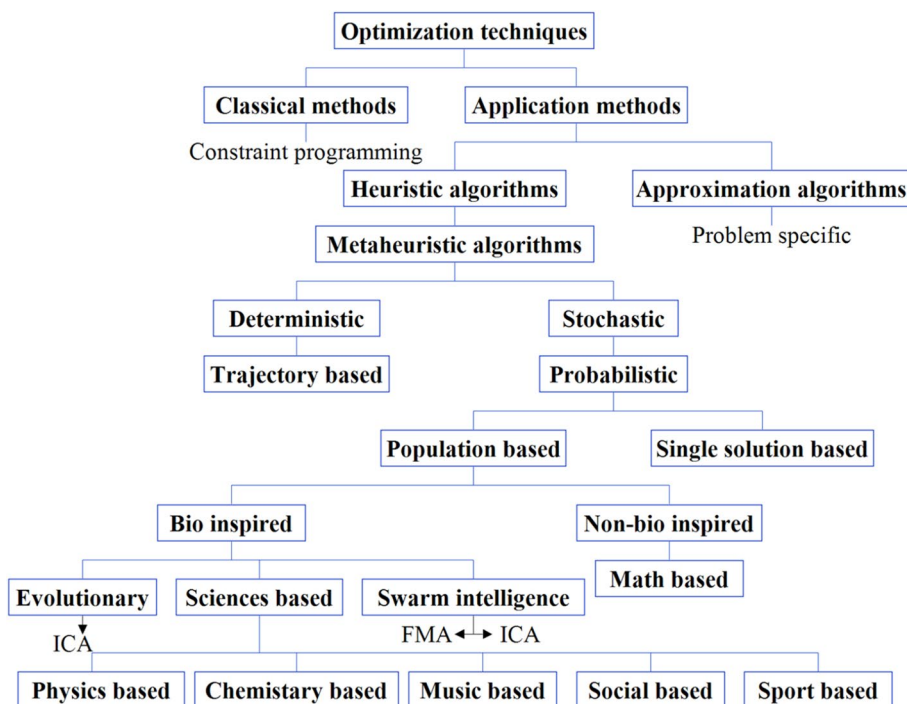 Optimization techniques
Classical methods
Application methods
Constraint programming
Heuristic algorithms
Approximation algorithms
Metaheuristic algorithms
Problem specific
Deterministic
Stochastic
Trajectory based
Probabilistic
Population based
Single solution based
Bio inspired
Non-bio inspired
Math based
Evolutionary
Sciences based
Swarm intelligence
ICA
FMA
ICA
Physics based
Chemistary based
Music based
Social based
Sport based